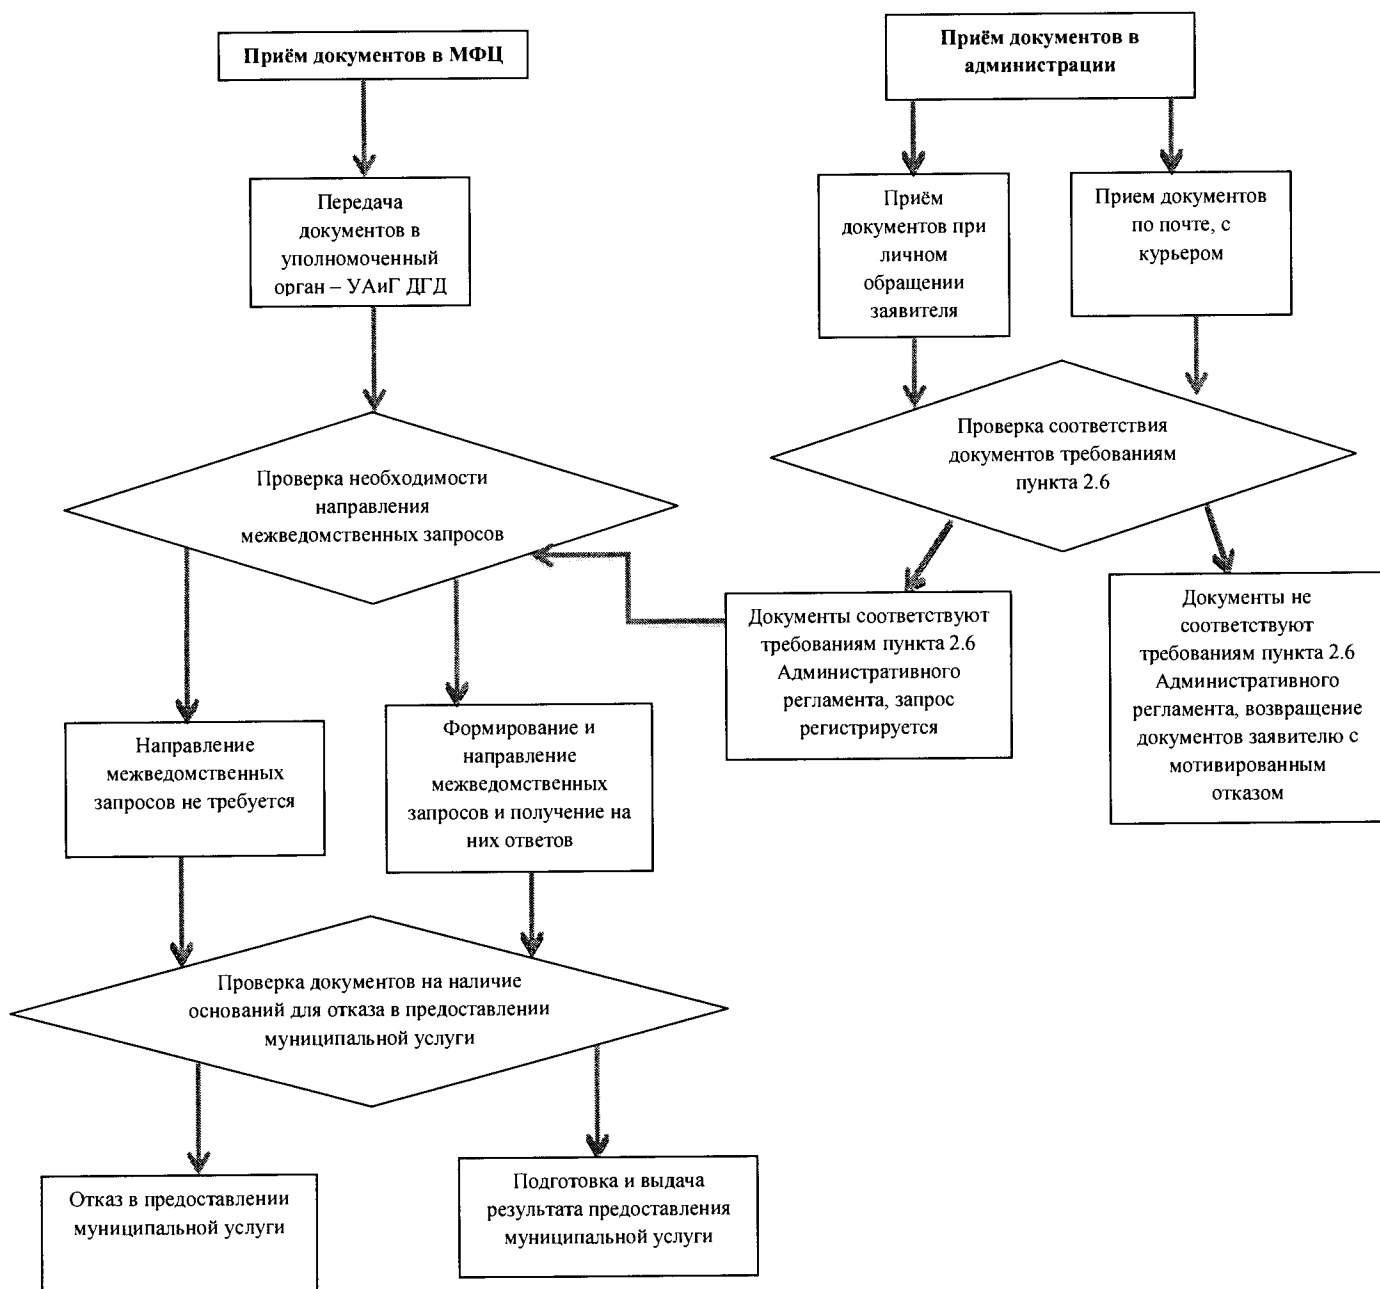 Приём документов в МФЦ
Приём документов в
администрации
Передача
документов в
уполномоченный
орган – УАиГ ДГД
Приём
документов при
личном
обращении
заявителя
Прием документов
по почте, с
курьером
Проверка соответствия
документов требованиям
пункта 2.6
Проверка необходимости
направления
межведомственных запросов
Документы соответствуют
требованиям пункта 2.6
Административного
регламента, запрос
регистрируется
Документы не
соответствуют
требованиям пункта 2.6
Административного
регламента, возвращение
документов заявителю с
мотивированным
отказом
Направление
межведомственных
запросов не требуется
Формирование и
направление
межведомственных
запросов и получение на
них ответов
Проверка документов на наличие
оснований для отказа в предоставлении
муниципальной услуги
Отказ в предоставлении
муниципальной услуги
Подготовка и выдача
результата предоставления
муниципальной услуги